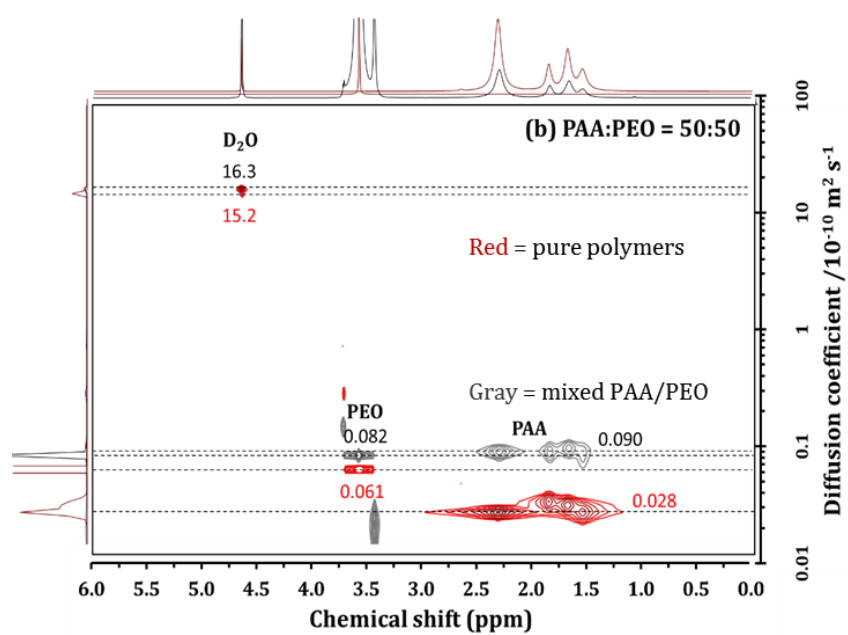 (b) PAA:PEO = 50:50
D₂O
16.3
15.2
Red = pure polymers
Gray = mixed PAA/PEO
PEO
0.082
PAA
0.090
0.061
0.028
100
10
1
0.1
0.01
Diffusion coefficient /10⁻¹⁰ m² s⁻¹
6.0 5.5 5.0 4.5 4.0 3.5 3.0 2.5 2.0 1.5 1.0 0.5 0.0
Chemical shift (ppm)